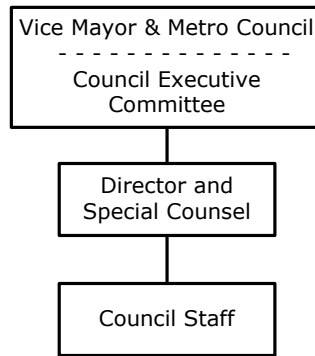 Vice Mayor & Metro Council
- - - - - - - - - - - - - - -
Council Executive
Committee
Director and
Special Counsel
Council Staff